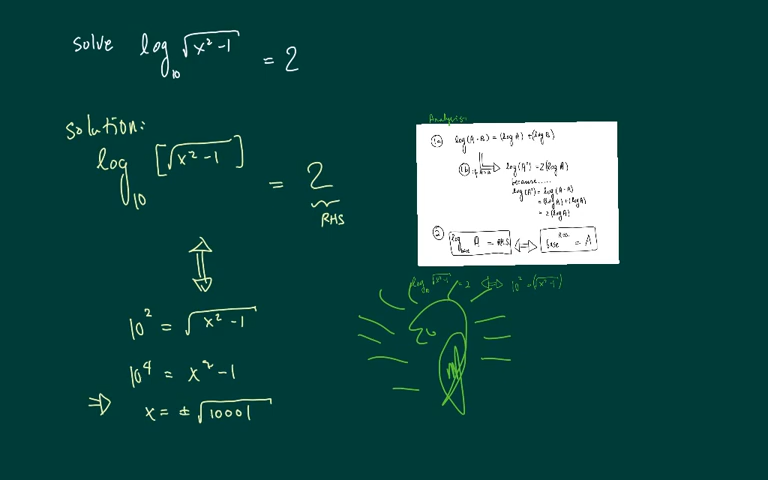 solve log₁₀ √(x²-1) = 2
solution:
log₁₀ [√(x²-1)] = 2
RHS
10² = √(x²-1)
10⁴ = x²-1
⇒ x = ±√10001
Analysis:
1a log(A·B) = (log A) + (log B)
1b ⇒ log(A²) = 2(log A)
because.....
log(A²) = log(A·A)
= (log A) + (log A)
= 2(log A)
2 log_base A = RHS ⇔ base^RHS = A
log₁₀ √(x²-1) = 2 ⇔ 10² = (√(x²-1))